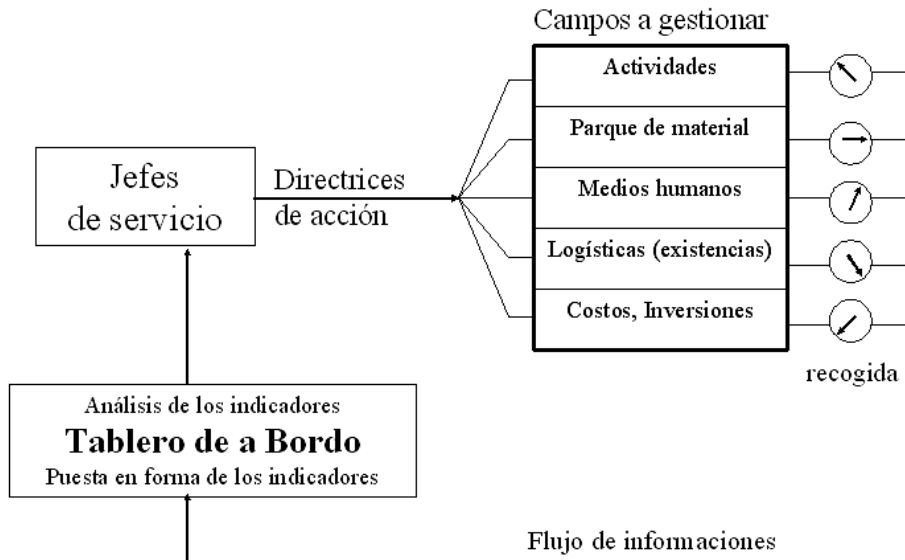 Campos a gestionar
Actividades
Parque de material
Medios humanos
Logísticas (existencias)
Costos, Inversiones
recogida
Jefes
de servicio
Directrices
de acción
Análisis de los indicadores
Tablero de a Bordo
Puesta en forma de los indicadores
Flujo de informaciones